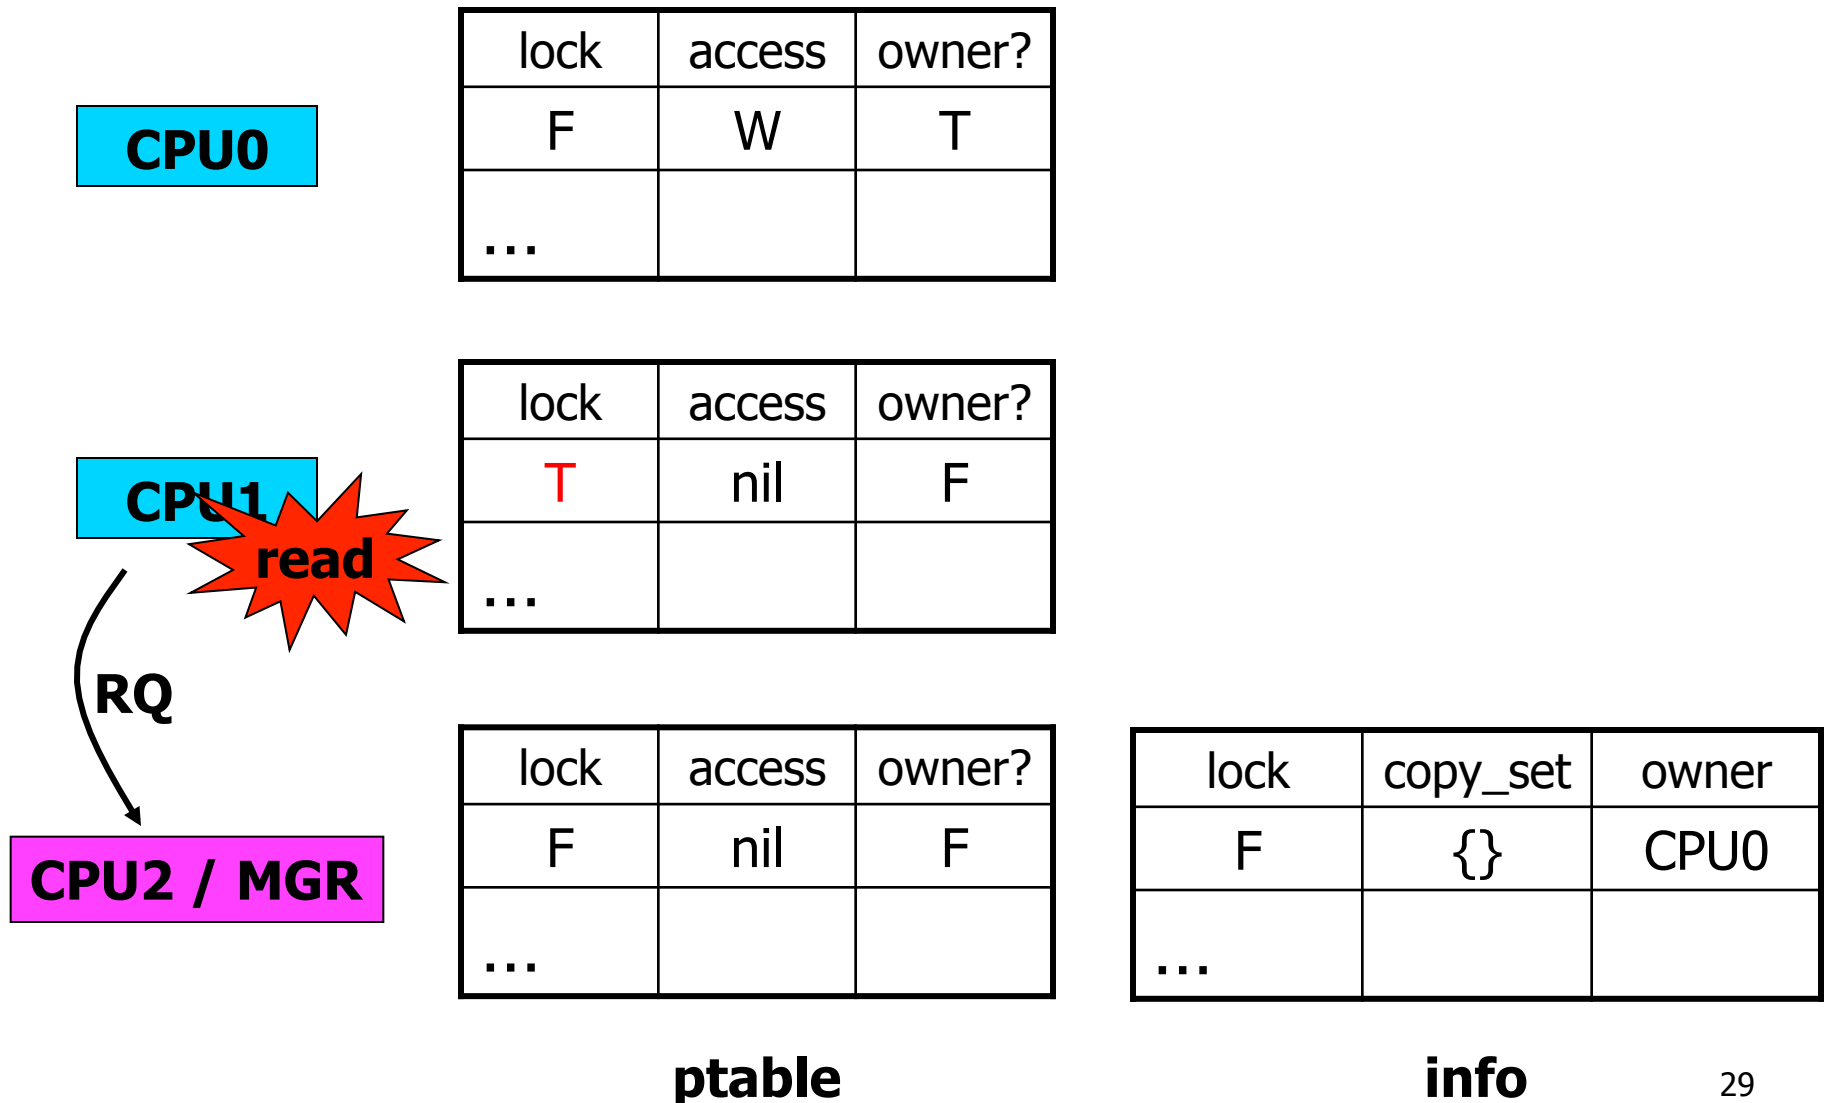 lock access owner?
CPU0
F W T
...
lock access owner?
CPU1
T nil F
read
...
RQ
lock access owner?
lock copy_set owner
F nil F
F {} CPU0
CPU2 / MGR
...
...
ptable
info
29